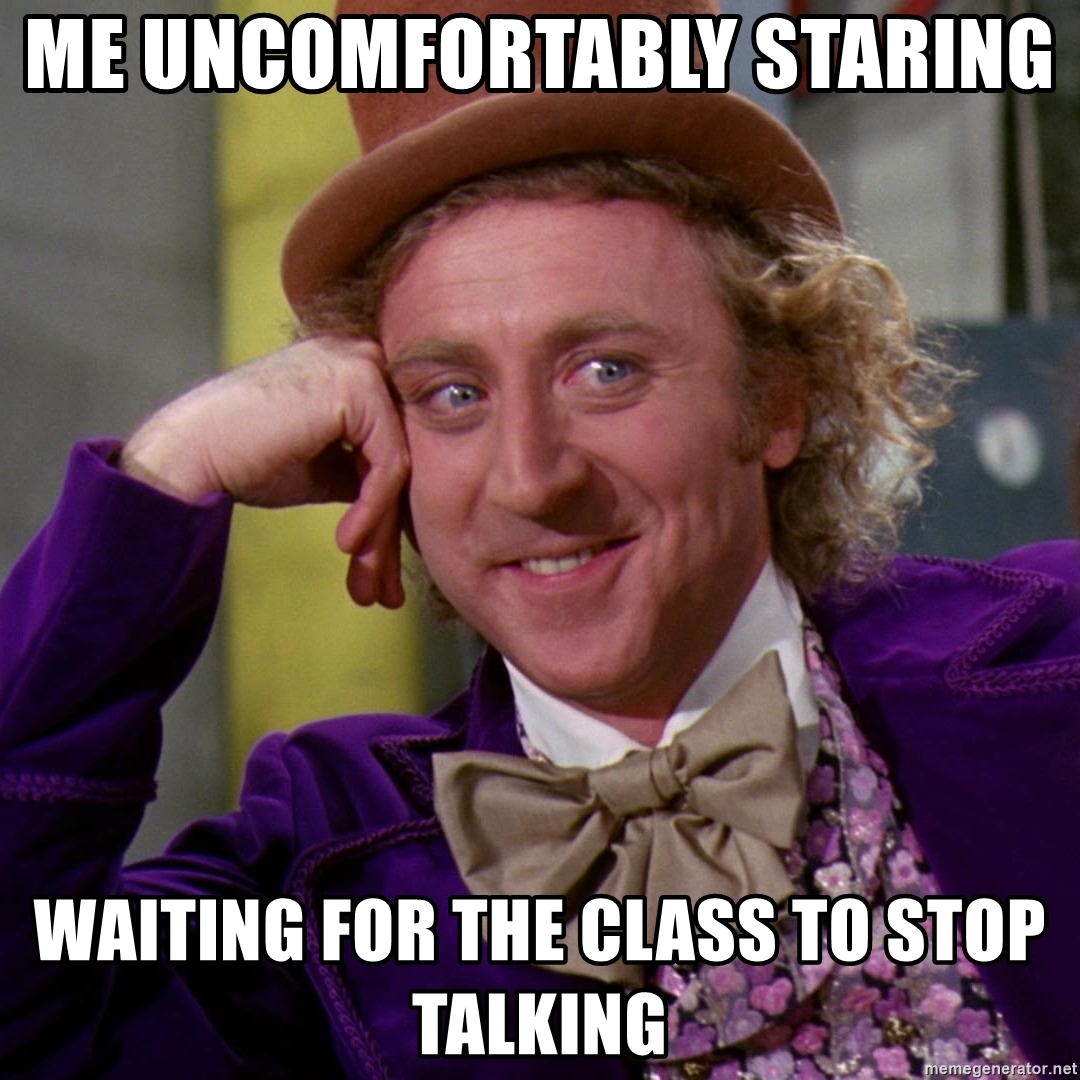 ME UNCOMFORTABLY STARING
WAITING FOR THE CLASS TO STOP
TALKING
memegenerator.net